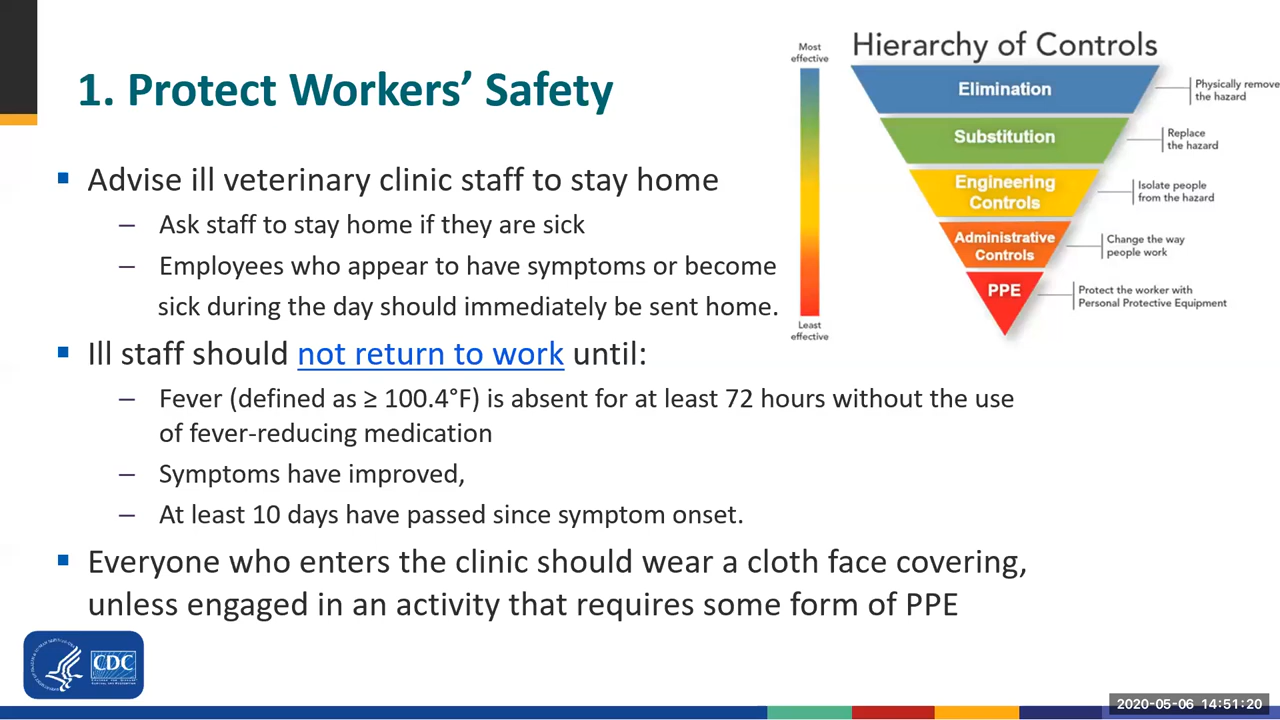 1. Protect Workers’ Safety
▪ Advise ill veterinary clinic staff to stay home
– Ask staff to stay home if they are sick
– Employees who appear to have symptoms or become
sick during the day should immediately be sent home.
▪ Ill staff should not return to work until:
– Fever (defined as ≥ 100.4°F) is absent for at least 72 hours without the use
of fever-reducing medication
– Symptoms have improved,
– At least 10 days have passed since symptom onset.
▪ Everyone who enters the clinic should wear a cloth face covering,
unless engaged in an activity that requires some form of PPE
Hierarchy of Controls
Most
effective
Elimination
Physically remove
the hazard
Substitution
Replace
the hazard
Engineering
Controls
Isolate people
from the hazard
Administrative
Controls
Change the way
people work
PPE
Protect the worker with
Personal Protective Equipment
Least
effective
CDC
2020-05-06 14:51:20